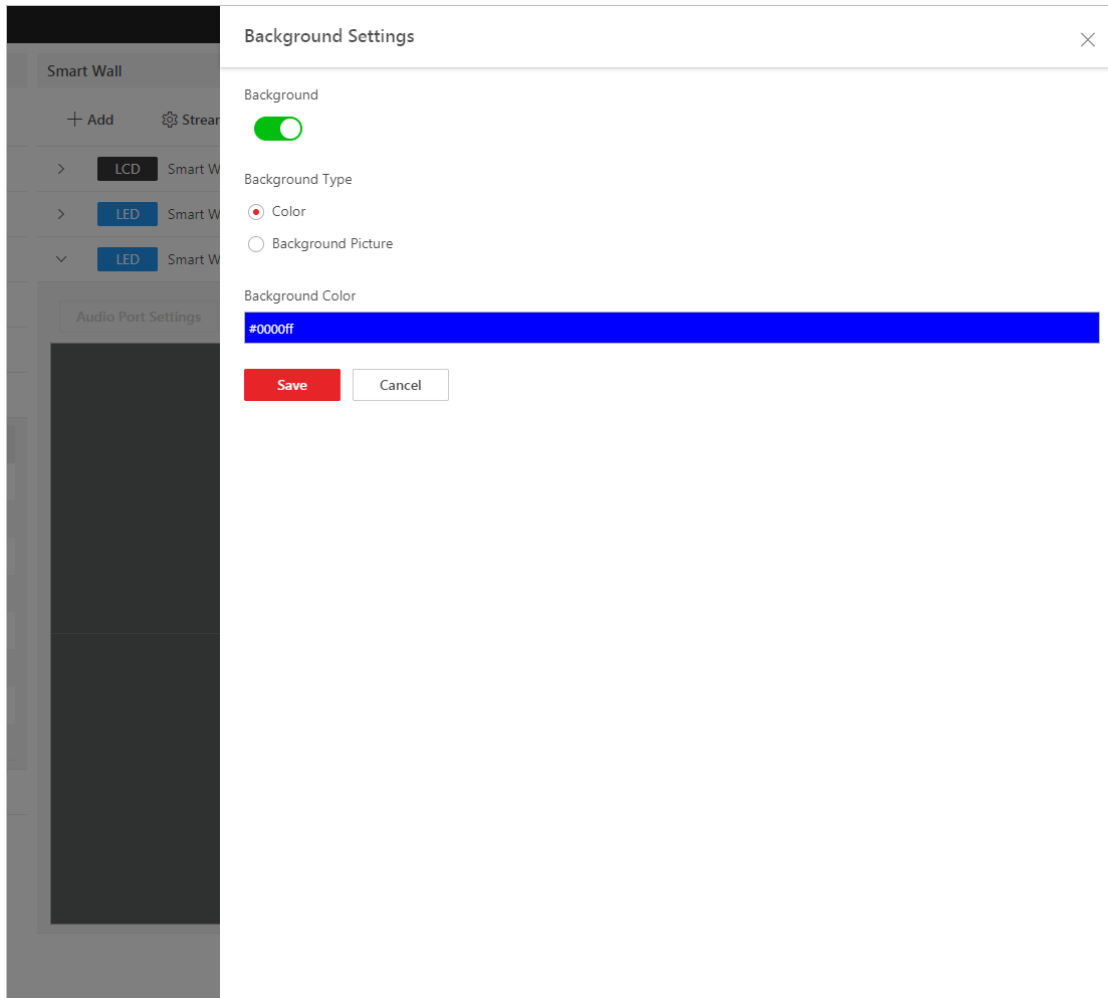 Background Settings
Smart Wall
Background
Add
LCD
Smart
Background Type
LED
Smart
Color
Background Picture
LED
Smart
Background Color
Audio Port Settings
#0000ff
Save
Cancel